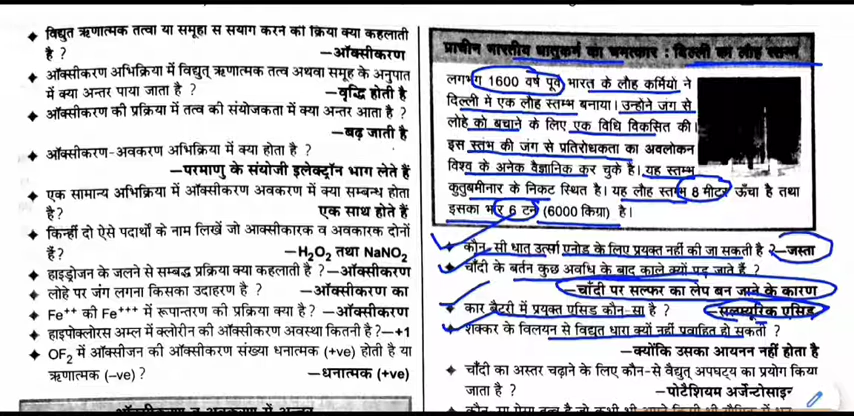 विद्युत ऋणात्मक तत्वा या समूहा स सयाग करने की क्रिया क्या कहलाती
है ? —ऑक्सीकरण
ऑक्सीकरण अभिक्रिया में विद्युत् ऋणात्मक तत्व अथवा समूह के अनुपात
में क्या अन्तर पाया जाता है ? —वृद्धि होती है
ऑक्सीकरण की प्रक्रिया में तत्व की संयोजकता में क्या अन्तर आता है ?
—बढ़ जाती है
ऑक्सीकरण-अवकरण अभिक्रिया में क्या होता है ?
—परमाणु के संयोजी इलेक्ट्रॉन भाग लेते हैं
एक सामान्य अभिक्रिया में ऑक्सीकरण अवकरण में क्या सम्बन्ध होता
है? एक साथ होते हैं
किन्हीं दो ऐसे पदार्थों के नाम लिखें जो आक्सीकारक व अवकारक दोनों
हैं? —H₂O₂ तथा NaNO₂
हाइड्रोजन के जलने से सम्बद्ध प्रक्रिया क्या कहलाती है ?—ऑक्सीकरण
लोहे पर जंग लगना किसका उदाहरण है ? —ऑक्सीकरण का
Fe⁺⁺ की Fe⁺⁺⁺ में रूपान्तरण की प्रक्रिया क्या है ? —ऑक्सीकरण
हाइपोक्लोरस अम्ल में क्लोरीन की ऑक्सीकरण अवस्था कितनी है ?—+1
OF₂ में ऑक्सीजन की ऑक्सीकरण संख्या धनात्मक (+ve) होती है या
ऋणात्मक (–ve) ? —धनात्मक (+ve)
ऑक्सीकरण व अवकरण में अन्तर
प्राचीन भारतीय धातुकर्म का चमत्कार : दिल्ली का लौह स्तम्भ
लगभग 1600 वर्ष पूर्व भारत के लौह कर्मियों ने
दिल्ली में एक लौह स्तम्भ बनाया। उन्होने जंग से
लोहे को बचाने के लिए एक विधि विकसित की।
इस स्तम्भ की जंग से प्रतिरोधकता का अवलोकन
विश्व के अनेक वैज्ञानिक कर चुके है। यह स्तम्भ
कुतुबमीनार के निकट स्थित है। यह लौह स्तम्भ 8 मीटर ऊँचा है तथा
इसका भार 6 टन (6000 किग्रा) है।
कौन सी धातु उत्सर्ग एनोड के लिए प्रयुक्त नहीं की जा सकती है ?—जस्ता
चाँदी के बर्तन कुछ अवधि के बाद काले क्यों पड़ जाते हैं ?
—चाँदी पर सल्फर का लेप बन जाने के कारण
कार बैटरी में प्रयुक्त एसिड कौन-सा है ? —सल्फ्यूरिक एसिड
शक्कर के विलयन से विद्युत धारा क्यों नहीं प्रवाहित हो सकती ?
—क्योंकि उसका आयनन नहीं होता है
चाँदी का अस्तर चढ़ाने के लिए कौन-से वैद्युत अपघट्य का प्रयोग किया
जाता है ? —पोटैशियम अर्जेन्टोसाइन